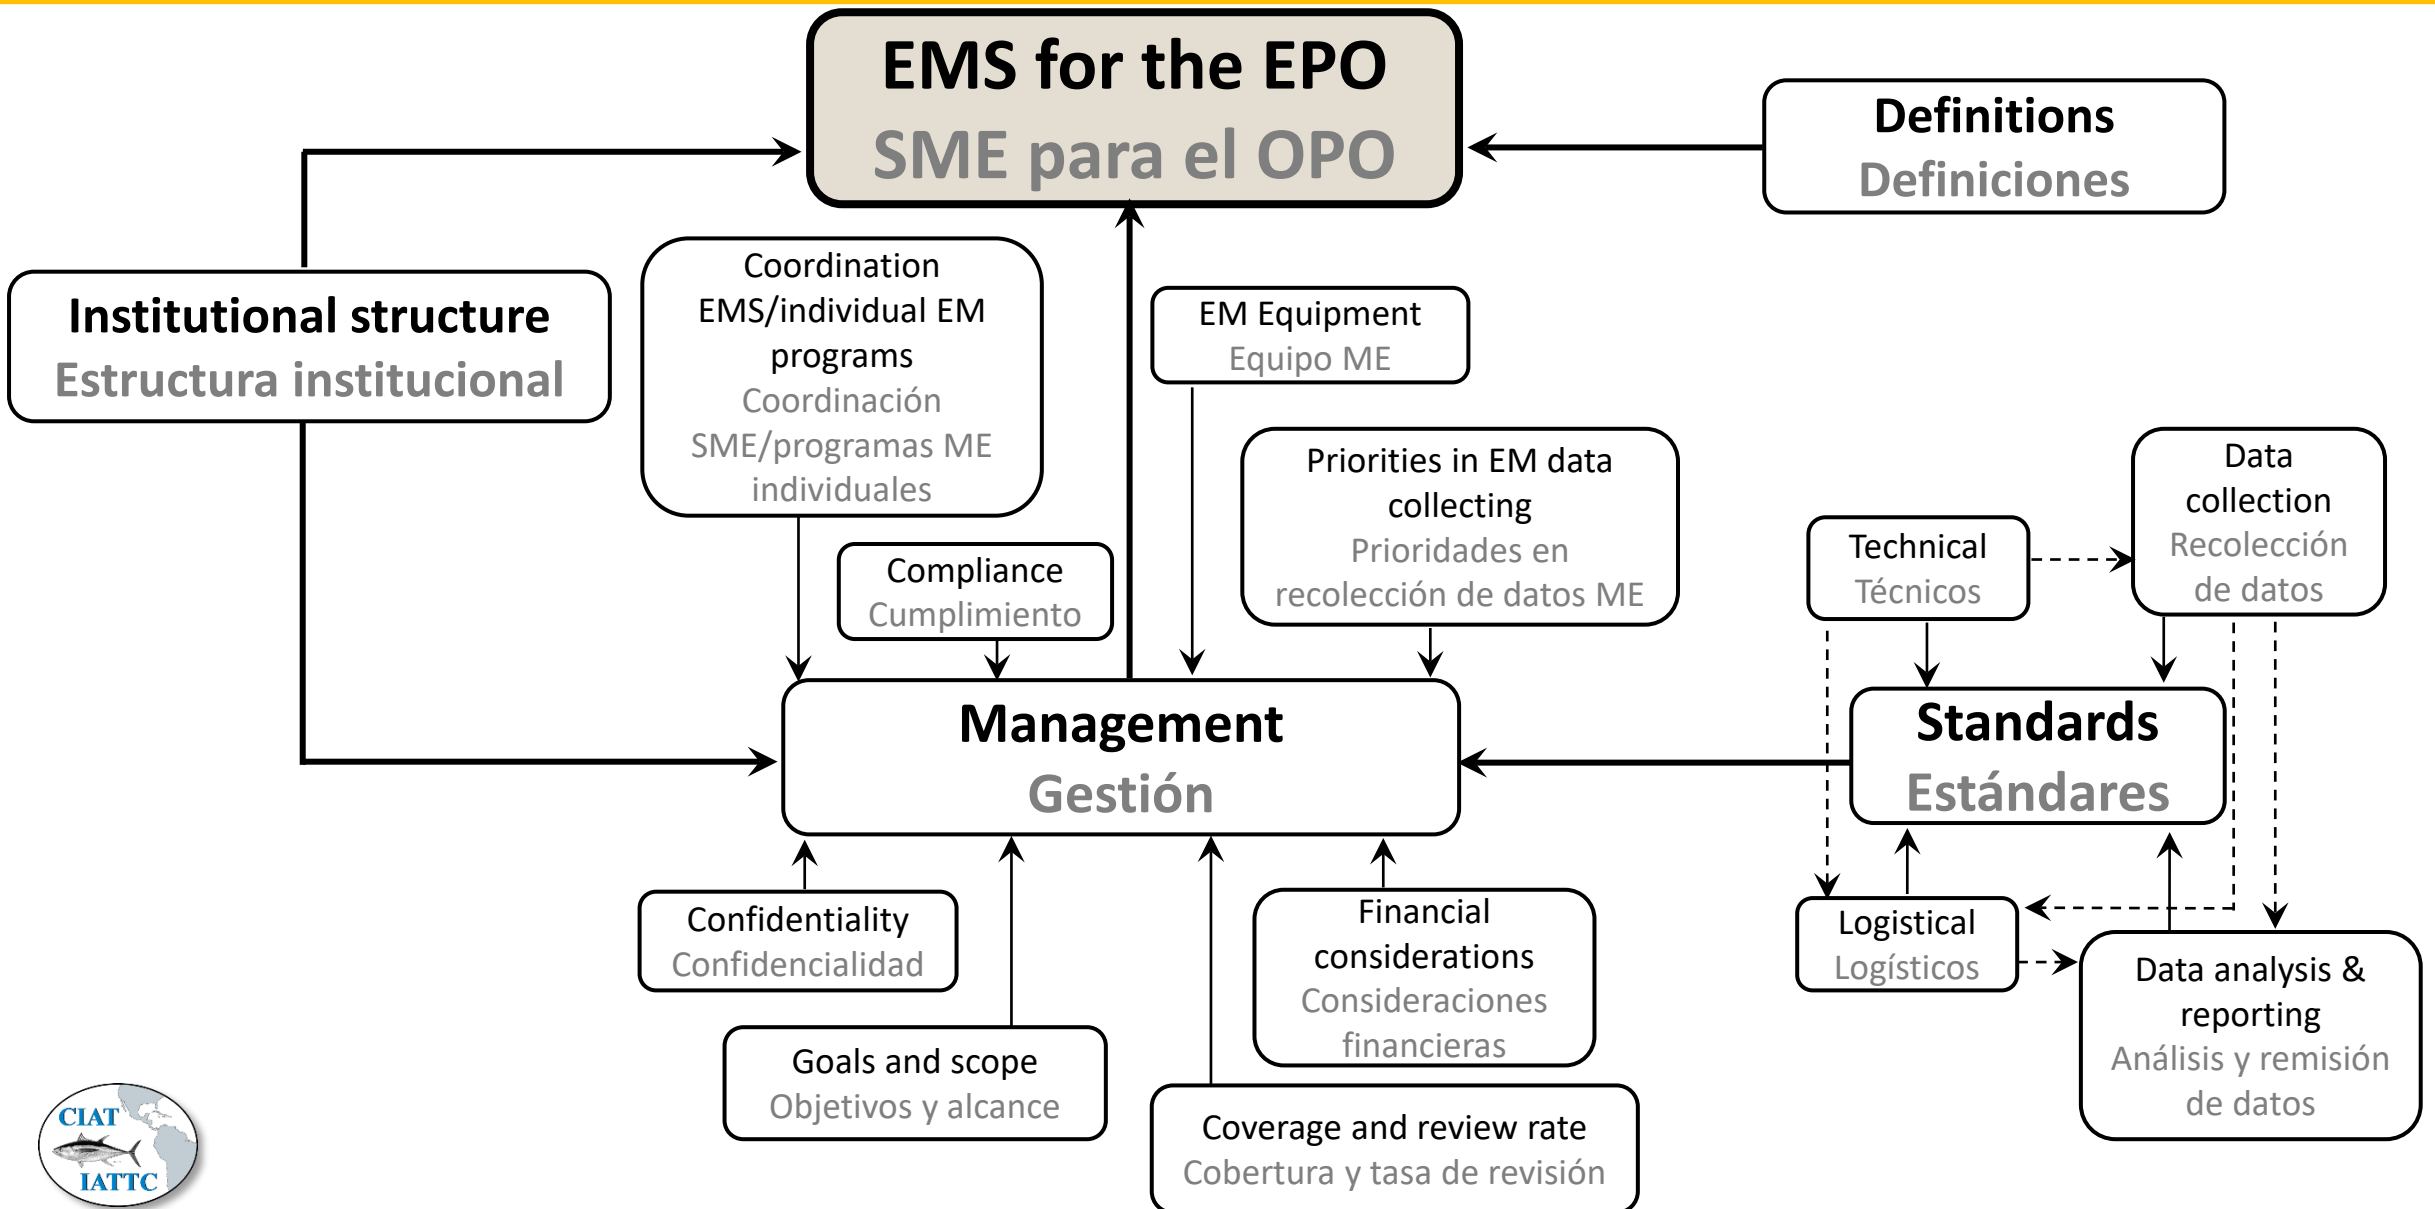 EMS for the EPO
SME para el OPO
Definitions
Definiciones
Institutional structure
Estructura institucional
Coordination
EMS/individual EM
programs
Coordinación
SME/programas ME
individuales
EM Equipment
Equipo ME
Priorities in EM data
collecting
Prioridades en
recolección de datos ME
Data
collection
Recolección
de datos
Technical
Técnicos
Compliance
Cumplimiento
Management
Gestión
Standards
Estándares
Confidentiality
Confidencialidad
Financial
considerations
Consideraciones
financieras
Logistical
Logísticos
Data analysis &
reporting
Análisis y remisión
de datos
Goals and scope
Objetivos y alcance
Coverage and review rate
Cobertura y tasa de revisión
CIAT
IATTC